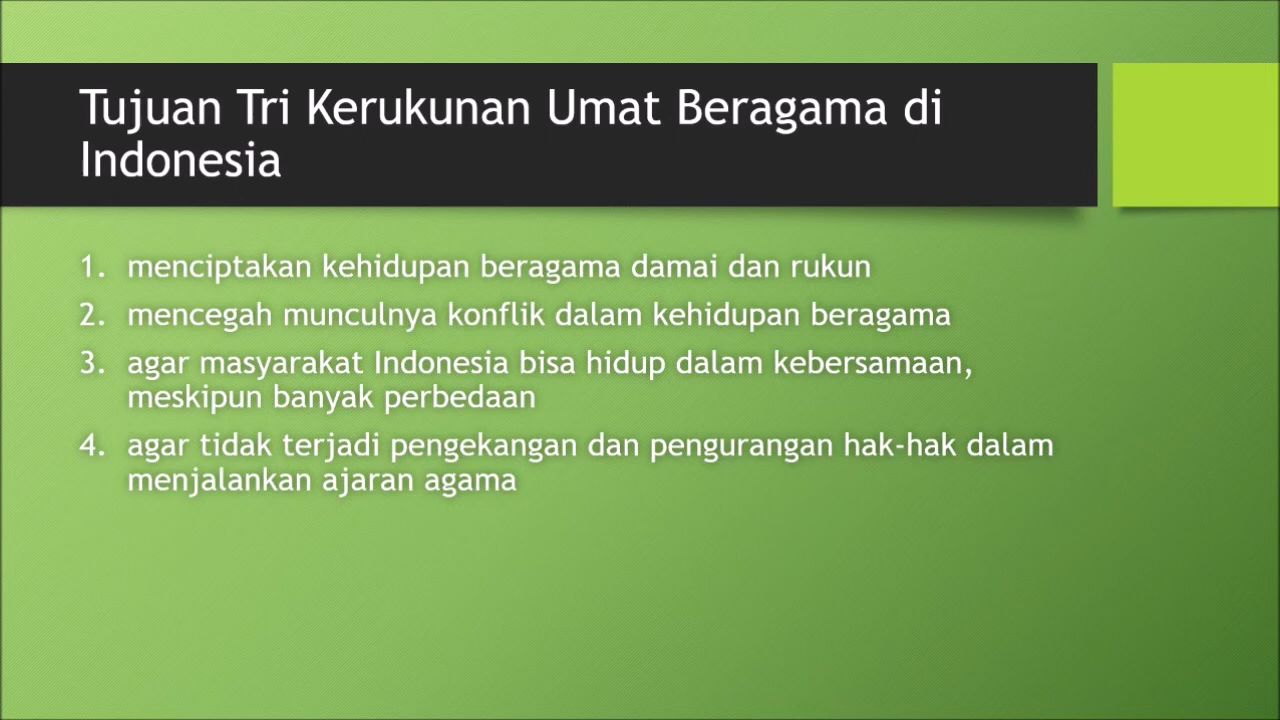 Tujuan Tri Kerukunan Umat Beragama di
Indonesia
1. menciptakan kehidupan beragama damai dan rukun
2. mencegah munculnya konflik dalam kehidupan beragama
3. agar masyarakat Indonesia bisa hidup dalam kebersamaan,
meskipun banyak perbedaan
4. agar tidak terjadi pengekangan dan pengurangan hak-hak dalam
menjalankan ajaran agama